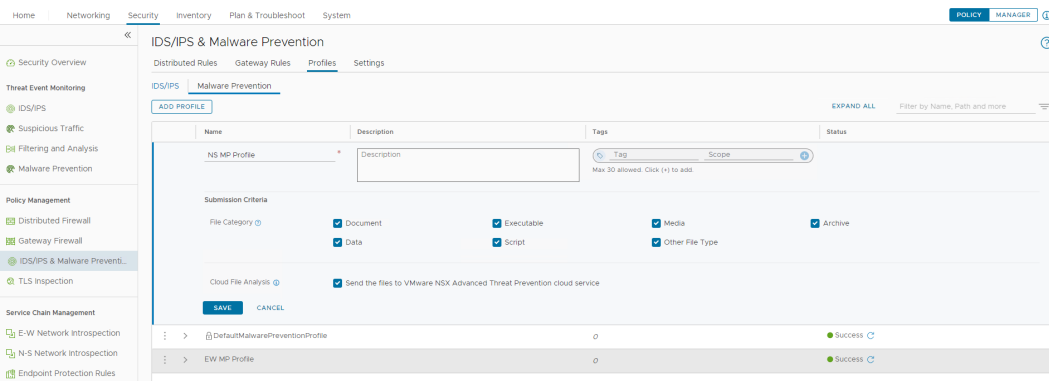 Home Networking Security Inventory Plan & Troubleshoot System POLICY MANAGER
IDS/IPS & Malware Prevention
Security Overview
Distributed Rules Gateway Rules Profiles Settings
Threat Event Monitoring
IDS/IPS Malware Prevention
IDS/IPS
ADD PROFILE EXPAND ALL Filter by Name, Path and more
Suspicious Traffic
Name Description Tags Status
Filtering and Analysis
NS MP Profile * Description Tag Scope
Malware Prevention
Max 30 allowed. Click (+) to add.
Policy Management
Submission Criteria
Distributed Firewall
File Category Document Executable Media Archive
Gateway Firewall
Data Script Other File Type
IDS/IPS & Malware Preventi...
TLS Inspection
Cloud File Analysis Send the files to VMware NSX Advanced Threat Prevention cloud service
Service Chain Management
SAVE CANCEL
E-W Network Introspection
DefaultMalwarePreventionProfile 0 Success
N-S Network Introspection
EW MP Profile 0 Success
Endpoint Protection Rules